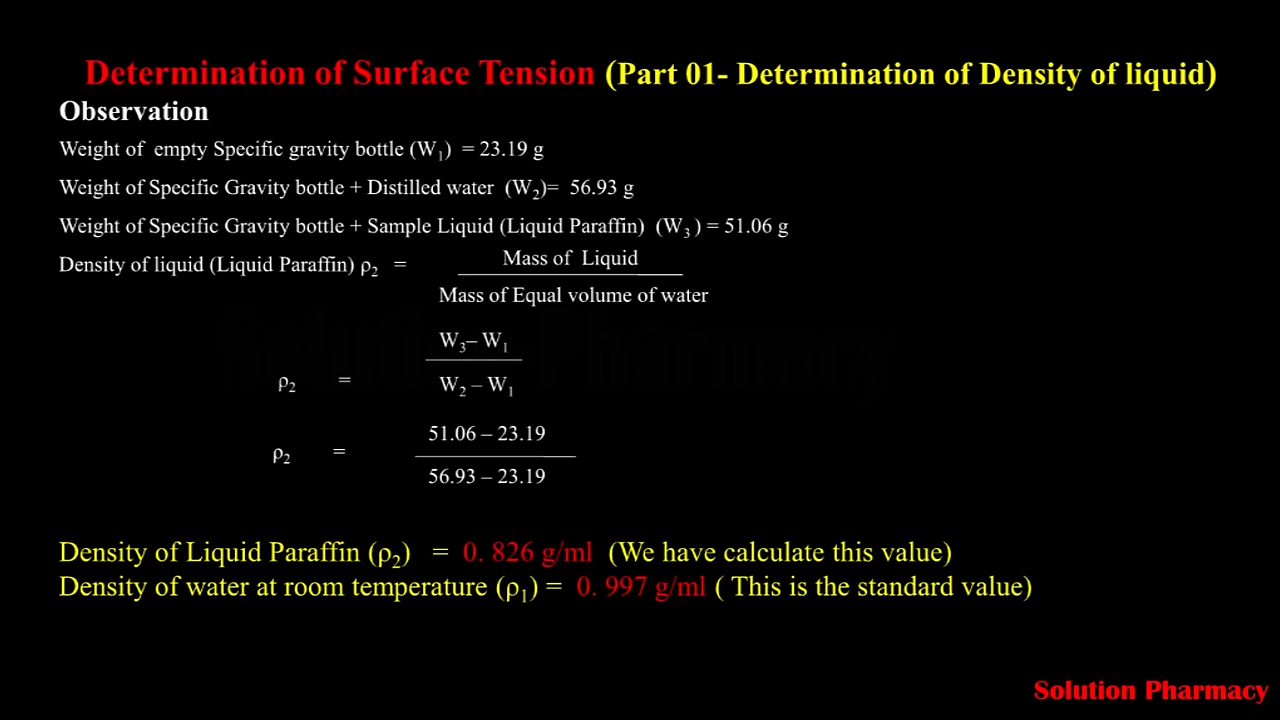 Determination of Surface Tension (Part 01- Determination of Density of liquid)
Observation
Weight of empty Specific gravity bottle (W1) = 23.19 g
Weight of Specific Gravity bottle + Distilled water (W2)= 56.93 g
Weight of Specific Gravity bottle + Sample Liquid (Liquid Paraffin) (W3 ) = 51.06 g
Density of liquid (Liquid Paraffin) ρ2 = Mass of Liquid
Mass of Equal volume of water
W3– W1
ρ2 =
W2 – W1
51.06 – 23.19
ρ2 =
56.93 – 23.19
Density of Liquid Paraffin (ρ2) = 0. 826 g/ml (We have calculate this value)
Density of water at room temperature (ρ1) = 0. 997 g/ml ( This is the standard value)
Solution Pharmacy
Solution Pharmacy